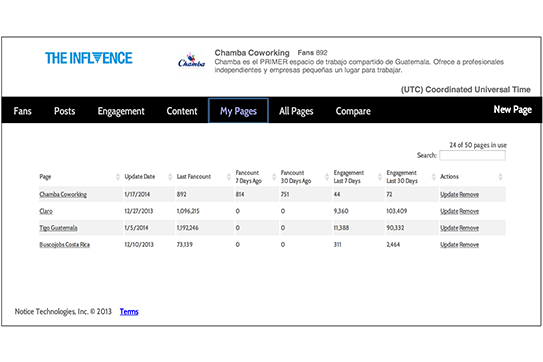 THE INFLVENCE
Chamba
Chamba Coworking Fans 892
Chamba es el PRIMER espacio de trabajo compartido de Guatemala. Ofrece a profesionales
independientes y empresas pequeñas un lugar para trabajar.
(UTC) Coordinated Universal Time
Fans Posts Engagement Content My Pages All Pages Compare New Page
24 of 50 pages in use
Search:
Page Update Date Last Fancount Fancount 7 Days Ago Fancount 30 Days Ago Engagement Last 7 Days Engagement Last 30 Days Actions
Chamba Coworking 1/17/2014 892 814 751 44 72 Update Remove
Claro 12/27/2013 1,096,215 0 0 9,360 103,409 Update Remove
Tigo Guatemala 1/5/2014 1,192,246 0 0 11,388 90,332 Update Remove
Buscojobs Costa Rica 12/10/2013 73,139 0 0 311 2,464 Update Remove
Notice Technologies, Inc. © 2013 Terms